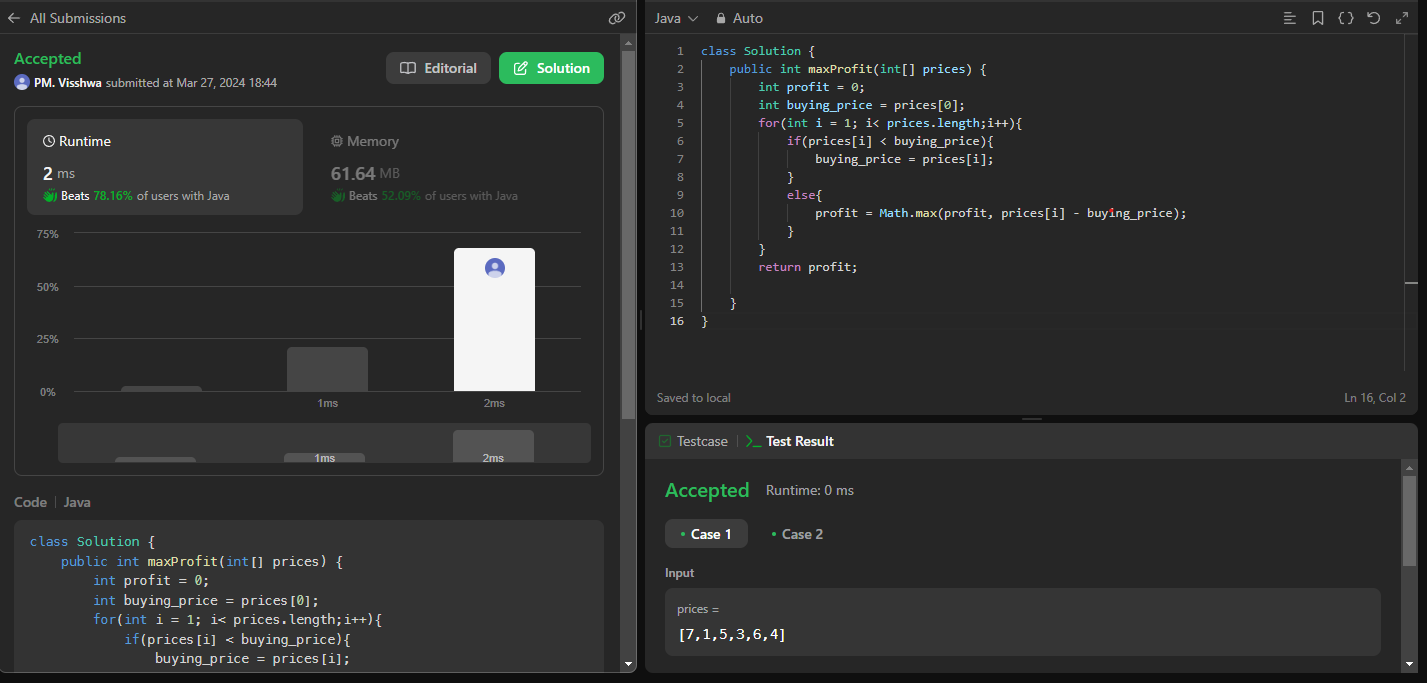 All Submissions
Accepted
PM. Visshwa submitted at Mar 27, 2024 18:44
Editorial
Solution
Runtime
2 ms
Beats 78.16% of users with Java
Memory
61.64 MB
Beats 52.09% of users with Java
75%
50%
25%
0%
1ms
2ms
1ms
2ms
Code | Java
class Solution {
public int maxProfit(int[] prices) {
int profit = 0;
int buying_price = prices[0];
for(int i = 1; i< prices.length;i++){
if(prices[i] < buying_price){
buying_price = prices[i];
Java
Auto
1 class Solution {
2 public int maxProfit(int[] prices) {
3 int profit = 0;
4 int buying_price = prices[0];
5 for(int i = 1; i< prices.length;i++){
6 if(prices[i] < buying_price){
7 buying_price = prices[i];
8 }
9 else{
10 profit = Math.max(profit, prices[i] - buying_price);
11 }
12 }
13 return profit;
14
15 }
16 }
Saved to local
Ln 16, Col 2
Testcase | >_ Test Result
Accepted Runtime: 0 ms
• Case 1 • Case 2
Input
prices =
[7,1,5,3,6,4]